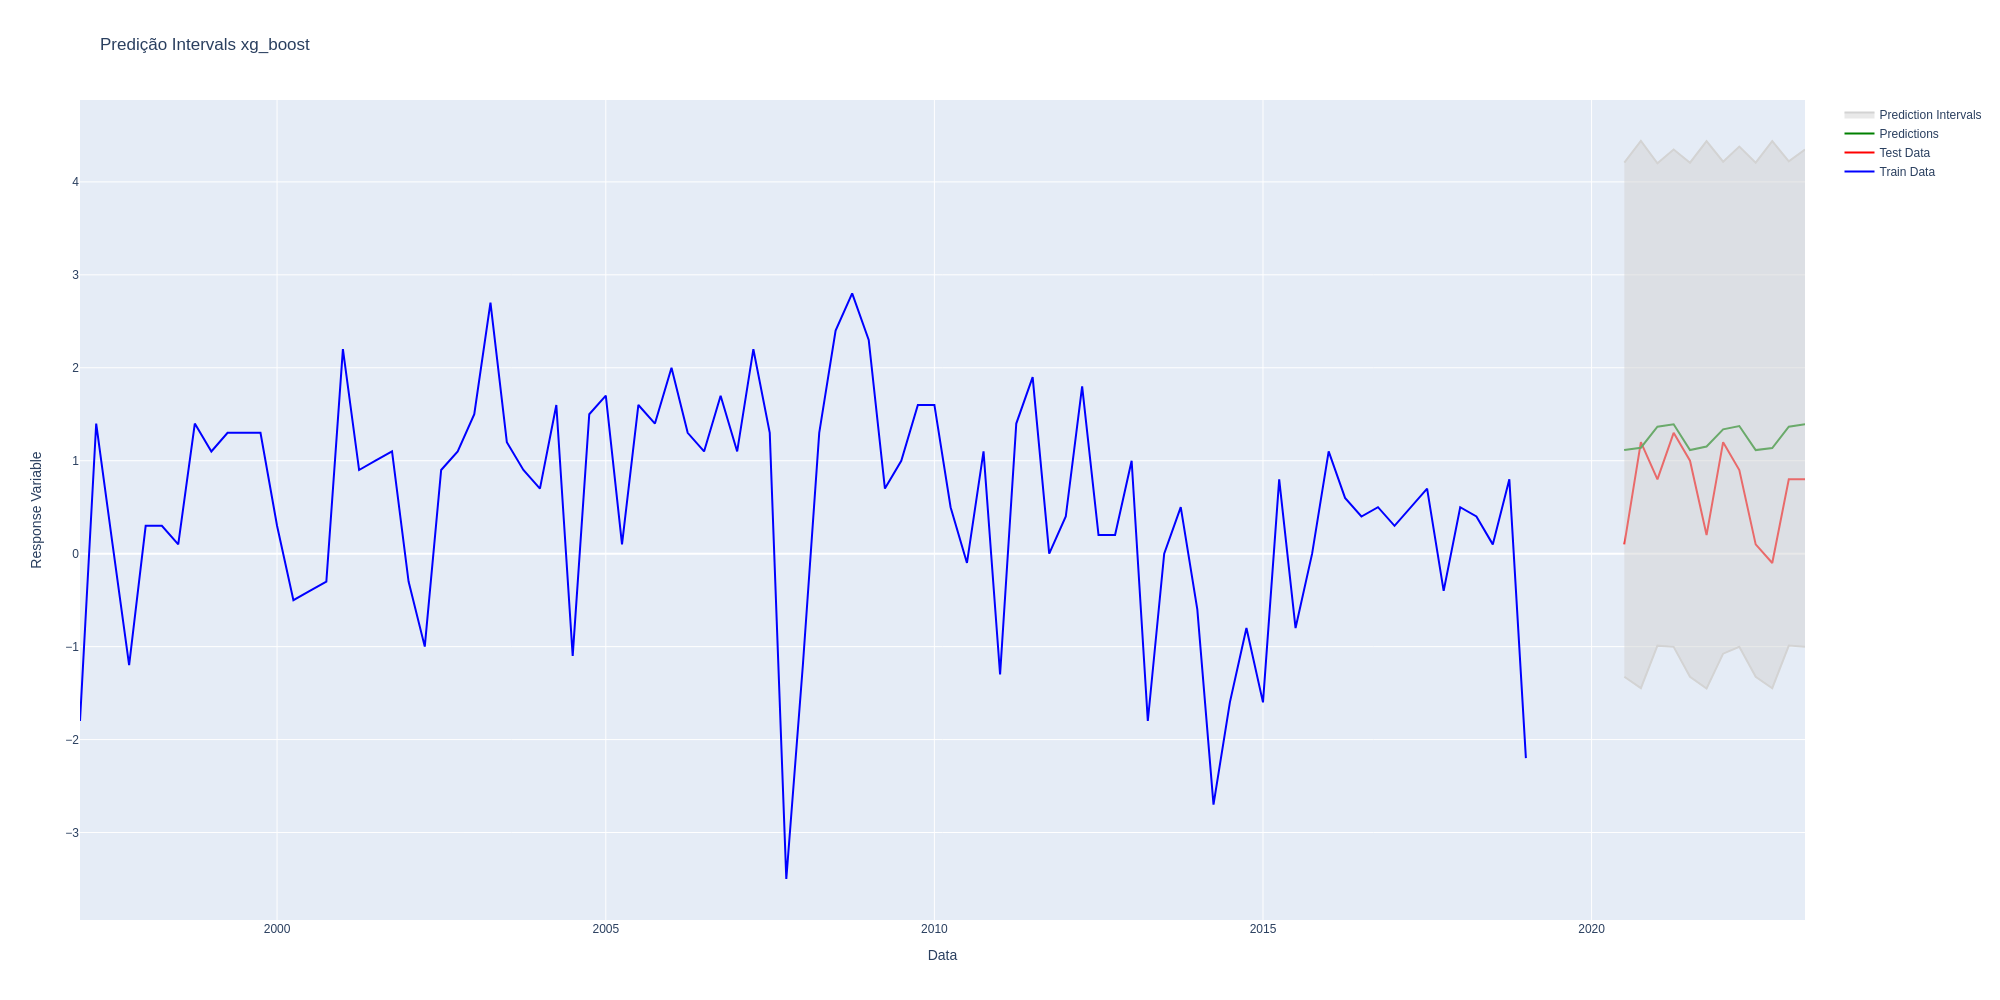 Predição Intervals xg_boost
Prediction Intervals
Predictions
Test Data
Train Data
Response Variable
4
3
2
1
0
−1
−2
−3
2000
2005
2010
2015
2020
Data